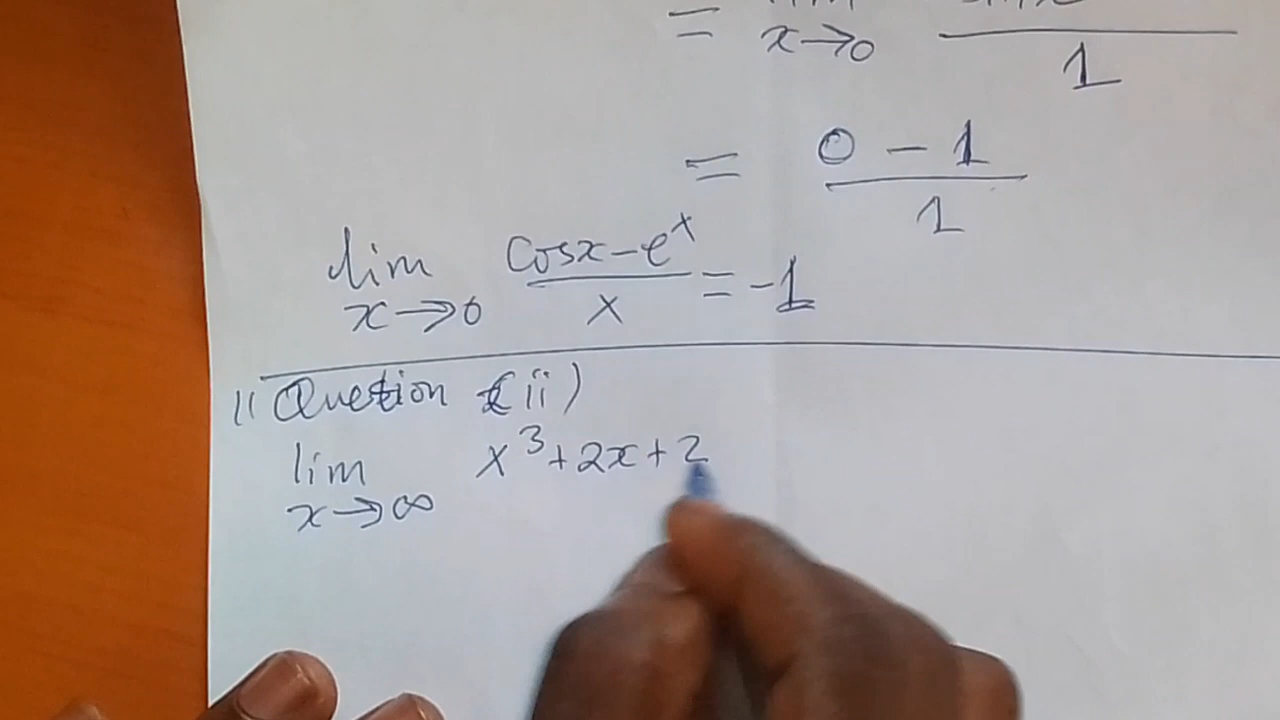 = x→0 1
= 0 - 1 / 1
lim x→0 Cosx-e^x / x = -1
Question (ii)
lim x→∞ x³+2x+2